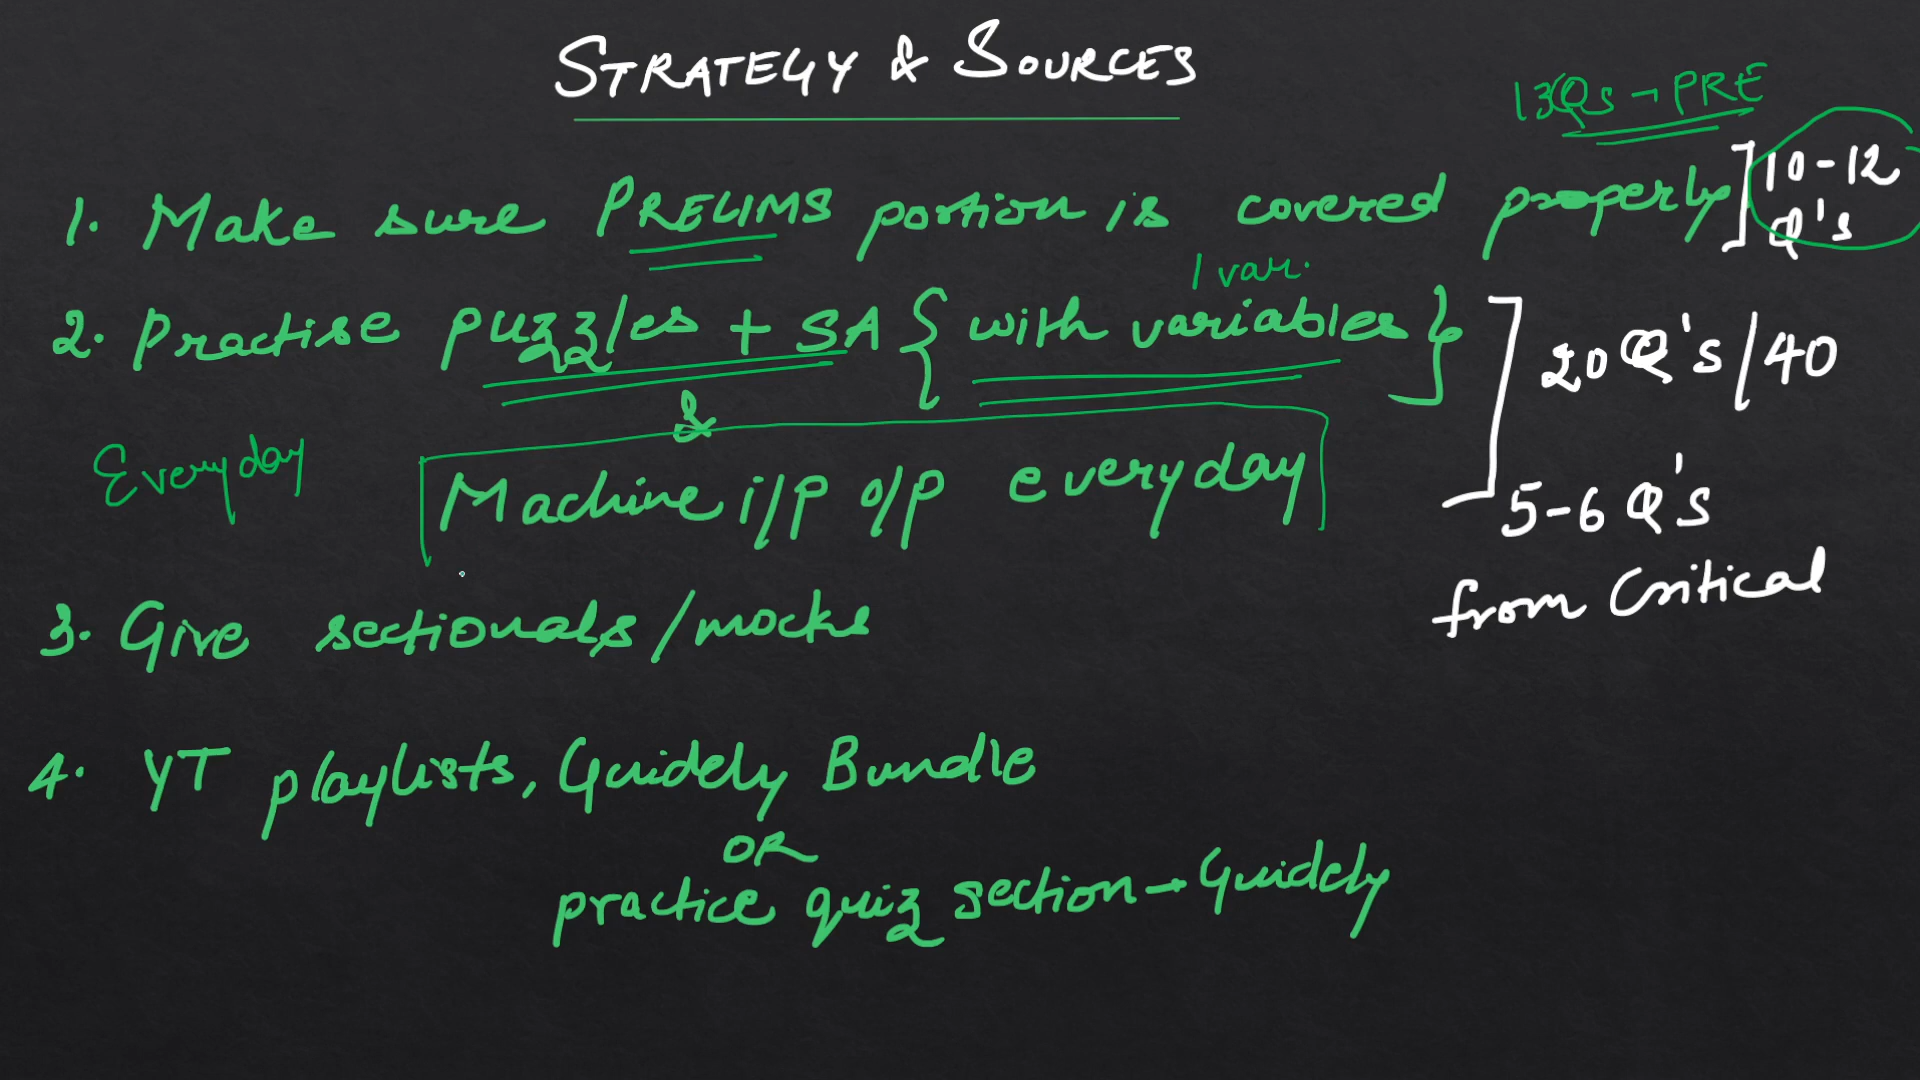 STRATEGY & SOURCES
13Qs → PRE
1. Make sure PRELIMS portion is covered properly] 10-12 Q's
1 var.
2. Practise puzzles + SA { with variables } ] 20Q's/40
&
Everyday
Machine i/p o/p everyday
5-6 Q's
from Critical
3. Give sectionals/mocks
4. YT playlists, Guidely Bundle
OR
practice quiz section → Guidely